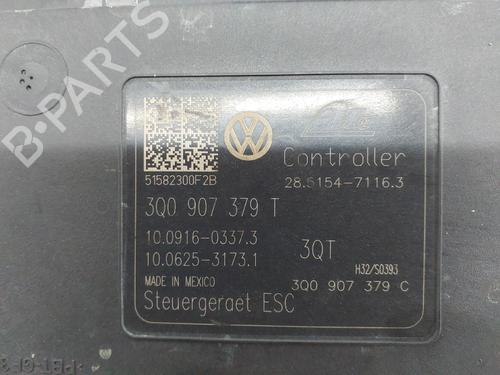 B-PARTS
ATE
Controller
51582300F2B
28.5154-7116.3
3Q0 907 379 T
10.0916-0337.3
10.0625-3173.1
3QT
H32/S0393
MADE IN MEXICO
3Q0 907 379 C
Steuergeraet ESC